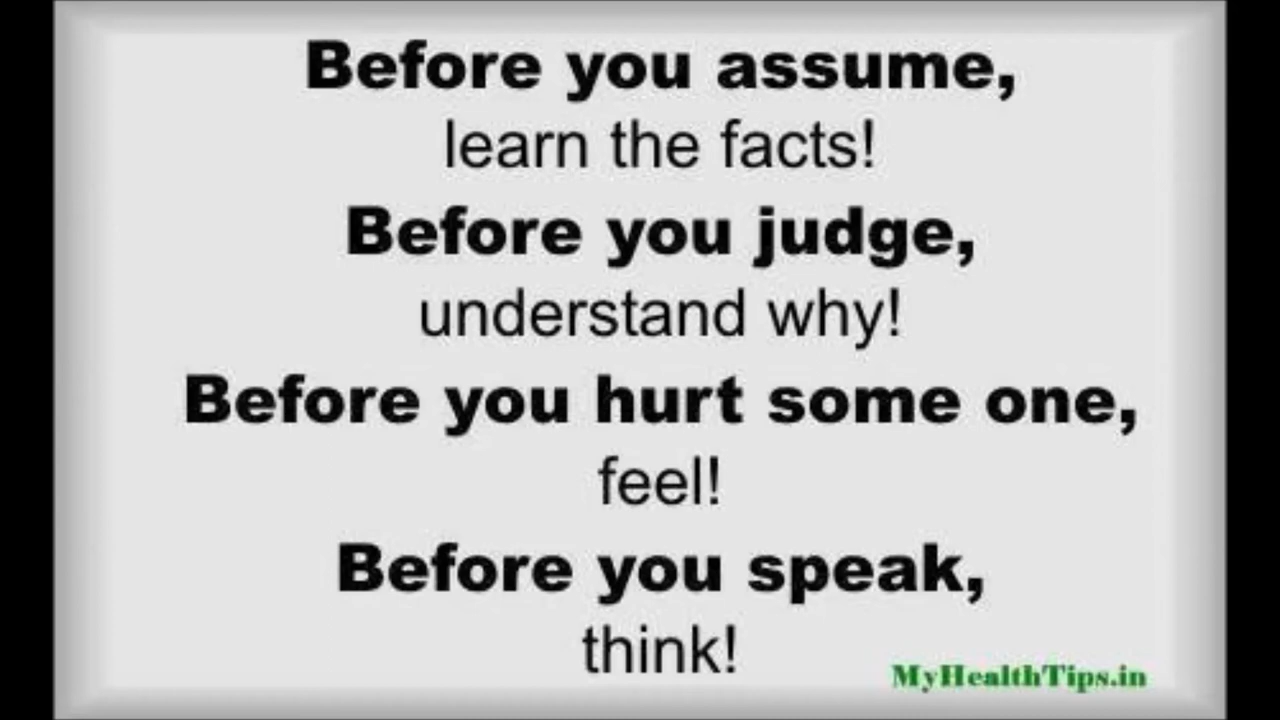 Before you assume,
learn the facts!
Before you judge,
understand why!
Before you hurt some one,
feel!
Before you speak,
think!
MyHealthTips.in